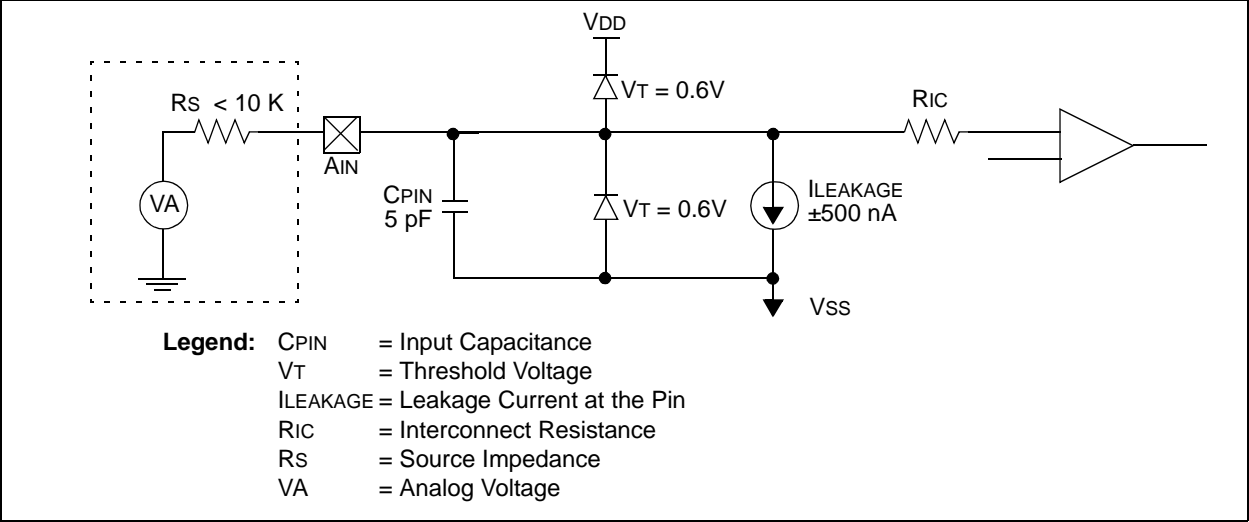 VDD
VT = 0.6V
RS < 10 K
RIC
AIN
CPIN
5 pF
VA
VT = 0.6V
ILEAKAGE
±500 nA
VSS
Legend: CPIN = Input Capacitance
VT = Threshold Voltage
ILEAKAGE = Leakage Current at the Pin
RIC = Interconnect Resistance
RS = Source Impedance
VA = Analog Voltage